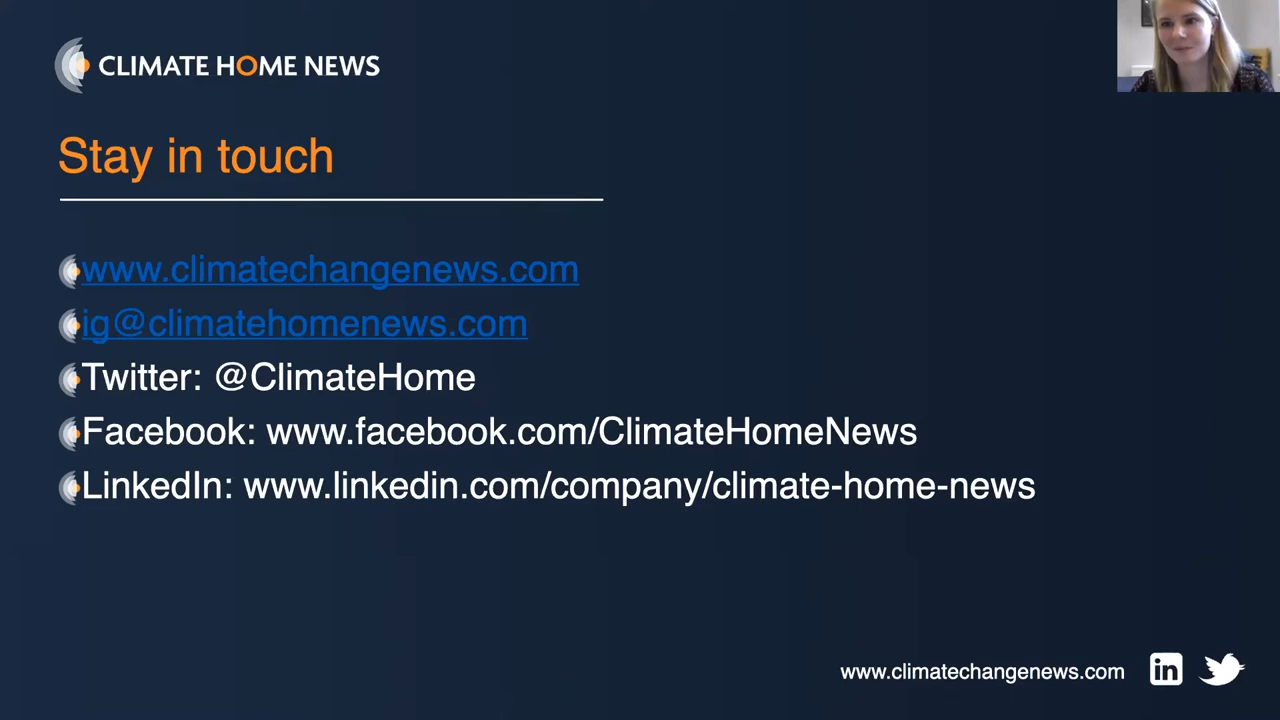 CLIMATE HOME NEWS
Stay in touch
www.climatechangenews.com
ig@climatehomenews.com
Twitter: @ClimateHome
Facebook: www.facebook.com/ClimateHomeNews
LinkedIn: www.linkedin.com/company/climate-home-news
www.climatechangenews.com in